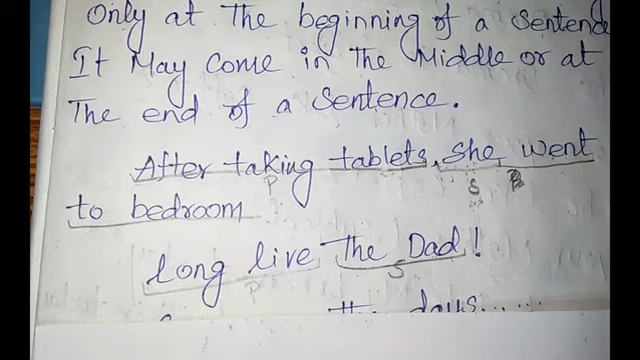 Only at The beginning of a Sentence
It May Come in The Middle or at
The end of a Sentence.
After taking tablets, she went
P S P
to bedroom
Long live The Dad!
P S
days......